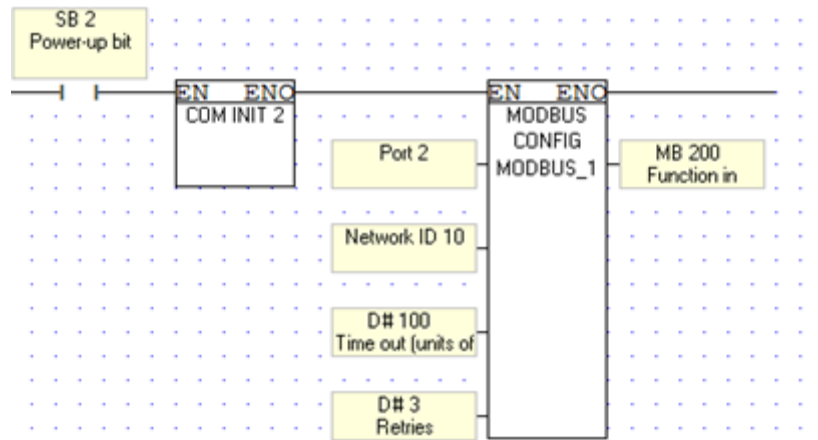 SB 2
Power-up bit
EN ENO
COM INIT 2
EN ENO
MODBUS
CONFIG
MODBUS_1
Port 2
Network ID 10
D# 100
Time out (units of
D# 3
Retries
MB 200
Function in